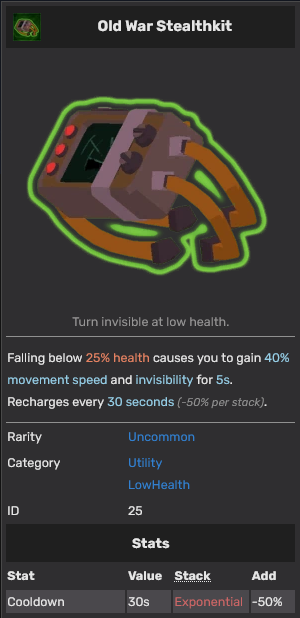 Old War Stealthkit
Turn invisible at low health.
Falling below 25% health causes you to gain 40%
movement speed and invisibility for 5s.
Recharges every 30 seconds (-50% per stack).
Rarity Uncommon
Category Utility
LowHealth
ID 25
Stats
Stat Value Stack Add
Cooldown 30s Exponential -50%